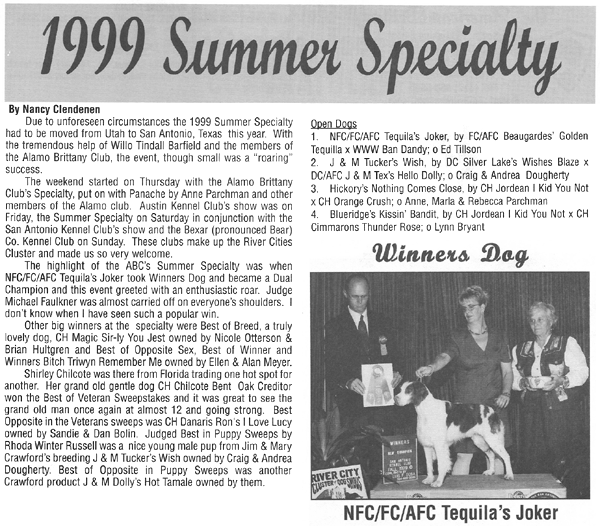 1999 Summer Specialty
By Nancy Clendenen
Due to unforeseen circumstances the 1999 Summer Specialty
had to be moved from Utah to San Antonio, Texas this year. With
the tremendous help of Willo Tindall Barfield and the members of
the Alamo Brittany Club, the event, though small was a "roaring"
success.
The weekend started on Thursday with the Alamo Brittany
Club's Specialty, put on with Panache by Anne Parchman and other
members of the Alamo club. Austin Kennel Club's show was on
Friday, the Summer Specialty on Saturday in conjunction with the
San Antonio Kennel Club's show and the Bexar (pronounced Bear)
Co. Kennel Club on Sunday. These clubs make up the River Cities
Cluster and made us so very welcome.
The highlight of the ABC's Summer Specialty was when
NFC/FC/AFC Tequila's Joker took Winners Dog and became a Dual
Champion and this event greeted with an enthusiastic roar. Judge
Michael Faulkner was almost carried off on everyone's shoulders. I
don't know when I have seen such a popular win.
Other big winners at the specialty were Best of Breed, a truly
lovely dog, CH Magic Sir-ly You Jest owned by Nicole Otterson &
Brian Hultgren and Best of Opposite Sex, Best of Winner and
Winners Bitch Triwyn Remember Me owned by Ellen & Alan Meyer.
Shirley Chilcote was there from Florida trading one hot spot for
another. Her grand old gentle dog CH Chilcote Bent Oak Creditor
won the Best of Veteran Sweepstakes and it was great to see the
grand old man once again at almost 12 and going strong. Best
Opposite in the Veterans sweeps was CH Danaris Ron's I Love Lucy
owned by Sandie & Dan Bolin. Judged Best in Puppy Sweeps by
Rhoda Winter Russell was a nice young male pup from Jim & Mary
Crawford's breeding J & M Tucker's Wish owned by Craig & Andrea
Dougherty. Best of Opposite in Puppy Sweeps was another
Crawford product J & M Dolly's Hot Tamale owned by them.
Open Dogs
1. NFC/FC/AFC Tequila's Joker, by FC/AFC Beaugardes' Golden
Tequilla x WWW Ban Dandy; o Ed Tillson
2. J & M Tucker's Wish, by DC Silver Lake's Wishes Blaze x
DC/AFC J & M Tex's Hello Dolly; o Craig & Andrea Dougherty
3. Hickory's Nothing Comes Close, by CH Jordean I Kid You Not
x CH Orange Crush; o Anne, Marla & Rebecca Parchman
4. Blueridge's Kissin' Bandit, by CH Jordean I Kid You Not x CH
Cimmarons Thunder Rose; o Lynn Bryant
Winners Dog
WINNERS
NEW CHAMPION
RIVER CITY
CLUSTER OF DOG SHOWS
NFC/FC/AFC Tequila's Joker